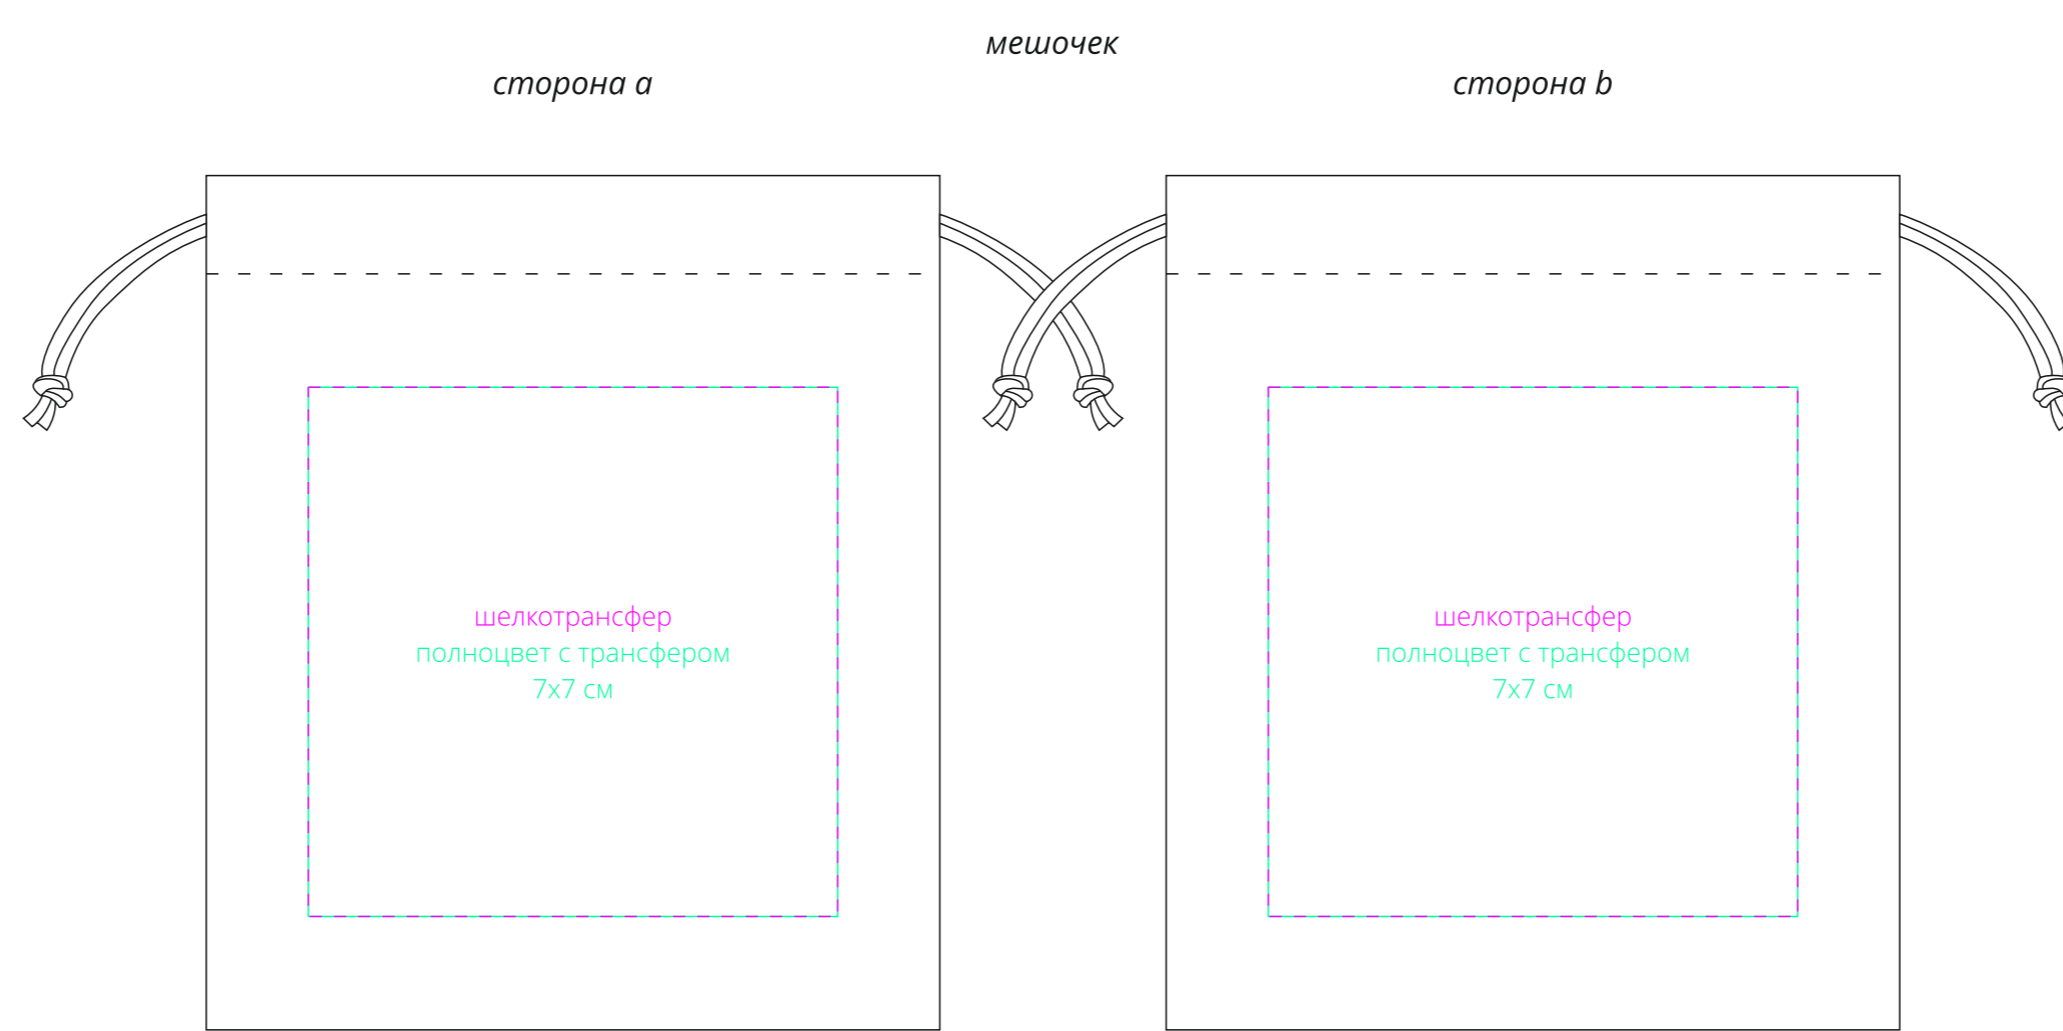 мешочек
сторона a
сторона b
шелкотрансфер
полноцвет с трансфером
7х7 см
шелкотрансфер
полноцвет с трансфером
7х7 см